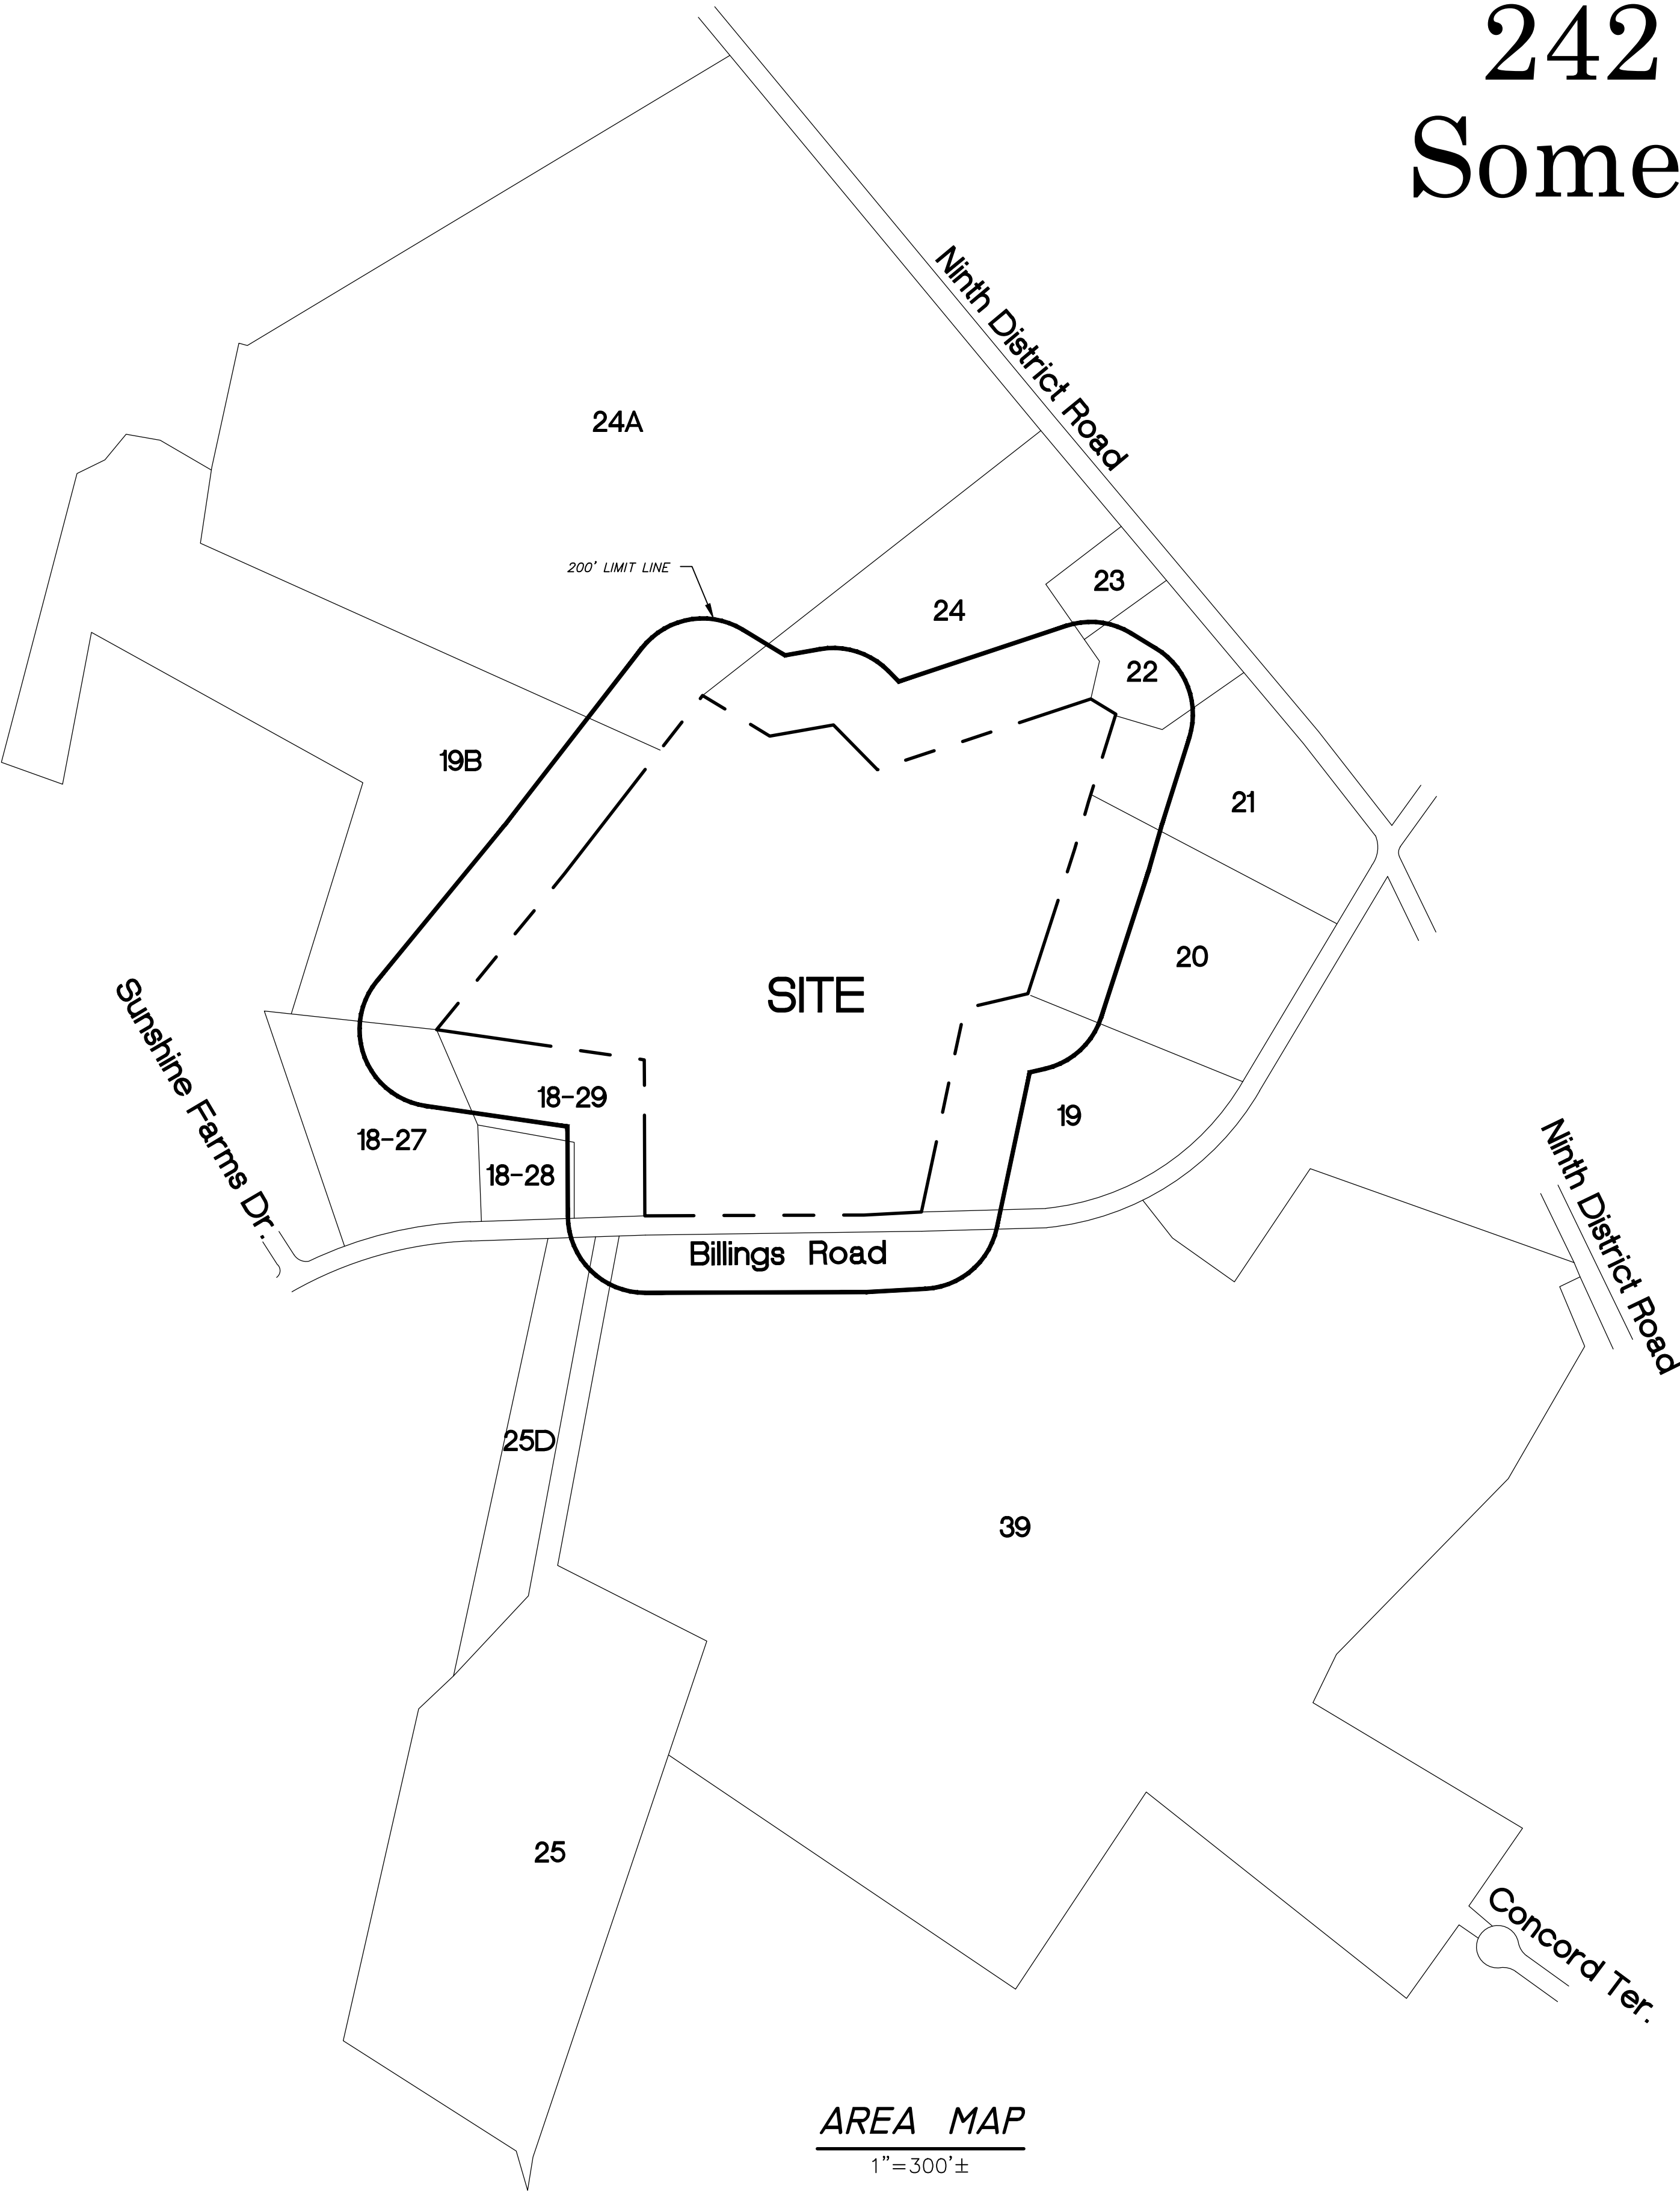 242
Some
Ninth District Road
24A
200' LIMIT LINE
23
24
22
19B
21
20
SITE
Sunshine Farms Dr.
18-29
19
18-27
18-28
Ninth District Road
Billings Road
25D
39
25
Concord Ter.
AREA MAP
1"=300'±